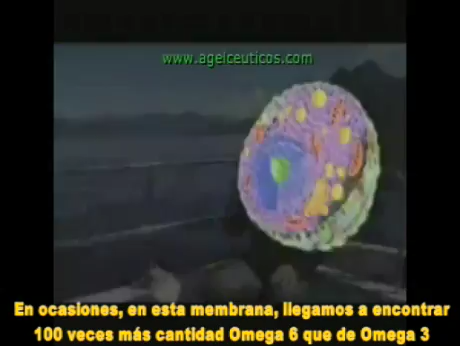 www.agelceuticos.com
En ocasiones, en esta membrana, llegamos a encontrar
100 veces más cantidad Omega 6 que de Omega 3